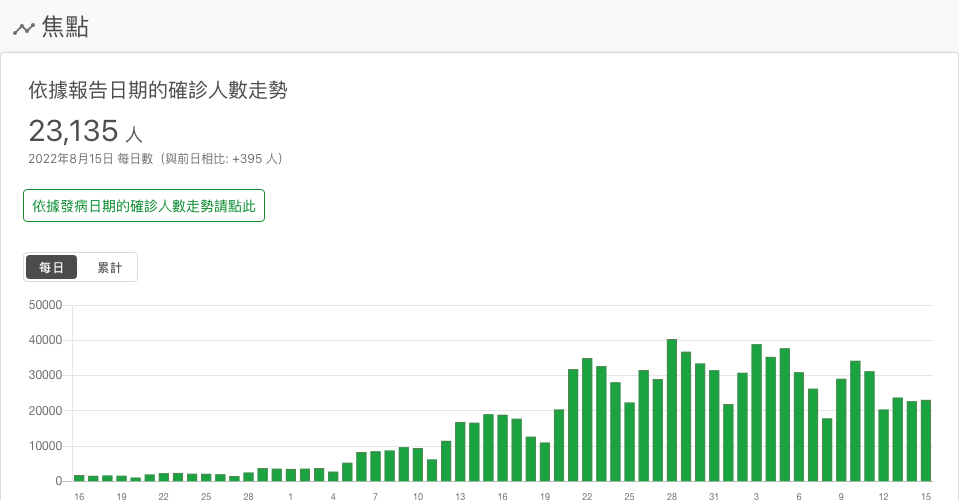 焦點
依據報告日期的確診人數走勢
23,135 人
2022年8月15日 每日數（與前日相比: +395 人）
依據發病日期的確診人數走勢請點此
每日 累計
50000
40000
30000
20000
10000
0
16 19 22 25 28 1 4 7 10 13 16 19 22 25 28 31 3 6 9 12 15